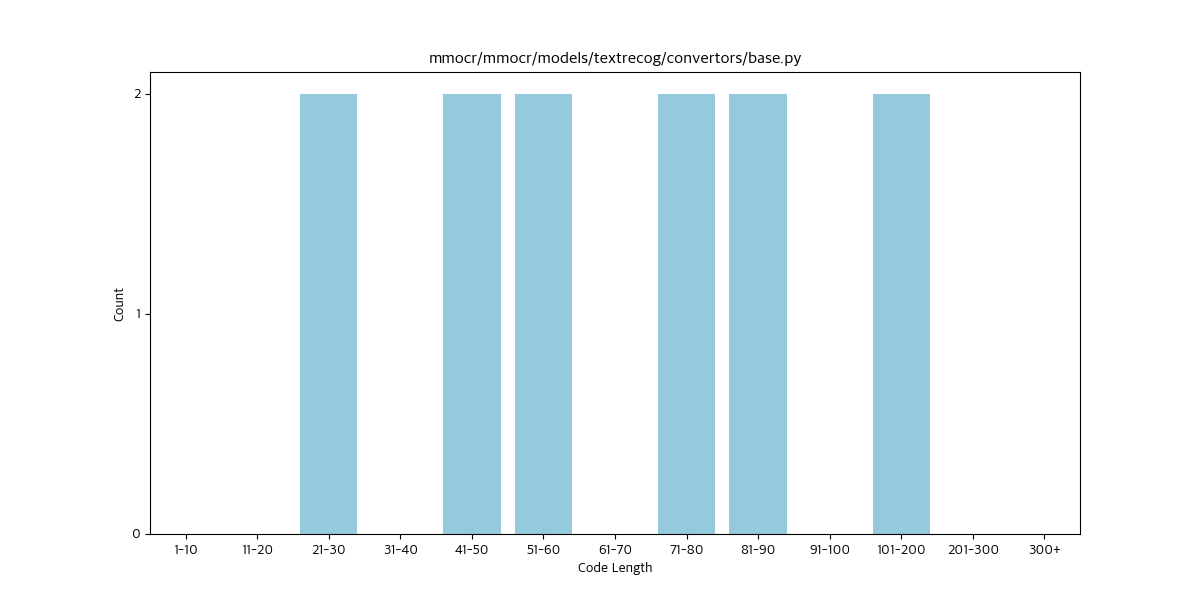 mmocr/mmocr/models/textrecog/convertors/base.py
2
1
0
Count
1-10 11-20 21-30 31-40 41-50 51-60 61-70 71-80 81-90 91-100 101-200 201-300 300+
Code Length